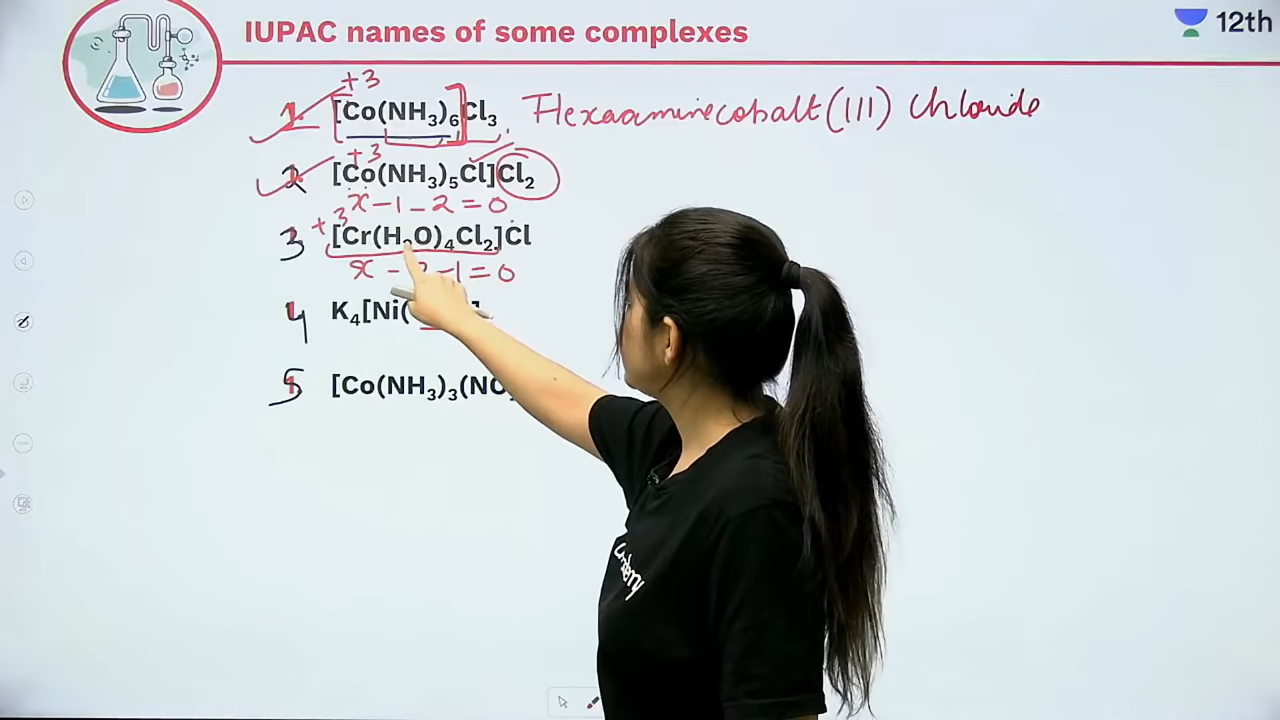 IUPAC names of some complexes
12th
+3
1 [Co(NH₃)₆]Cl₃ Hexaamminecobalt(III) Chloride
+3
2 [Co(NH₃)₅Cl]Cl₂
x - 1 - 2 = 0
+3
3 [Cr(H₂O)₄Cl₂]Cl
x - 2 - 1 = 0
4 K₄[Ni(
5 [Co(NH₃)₃(NO